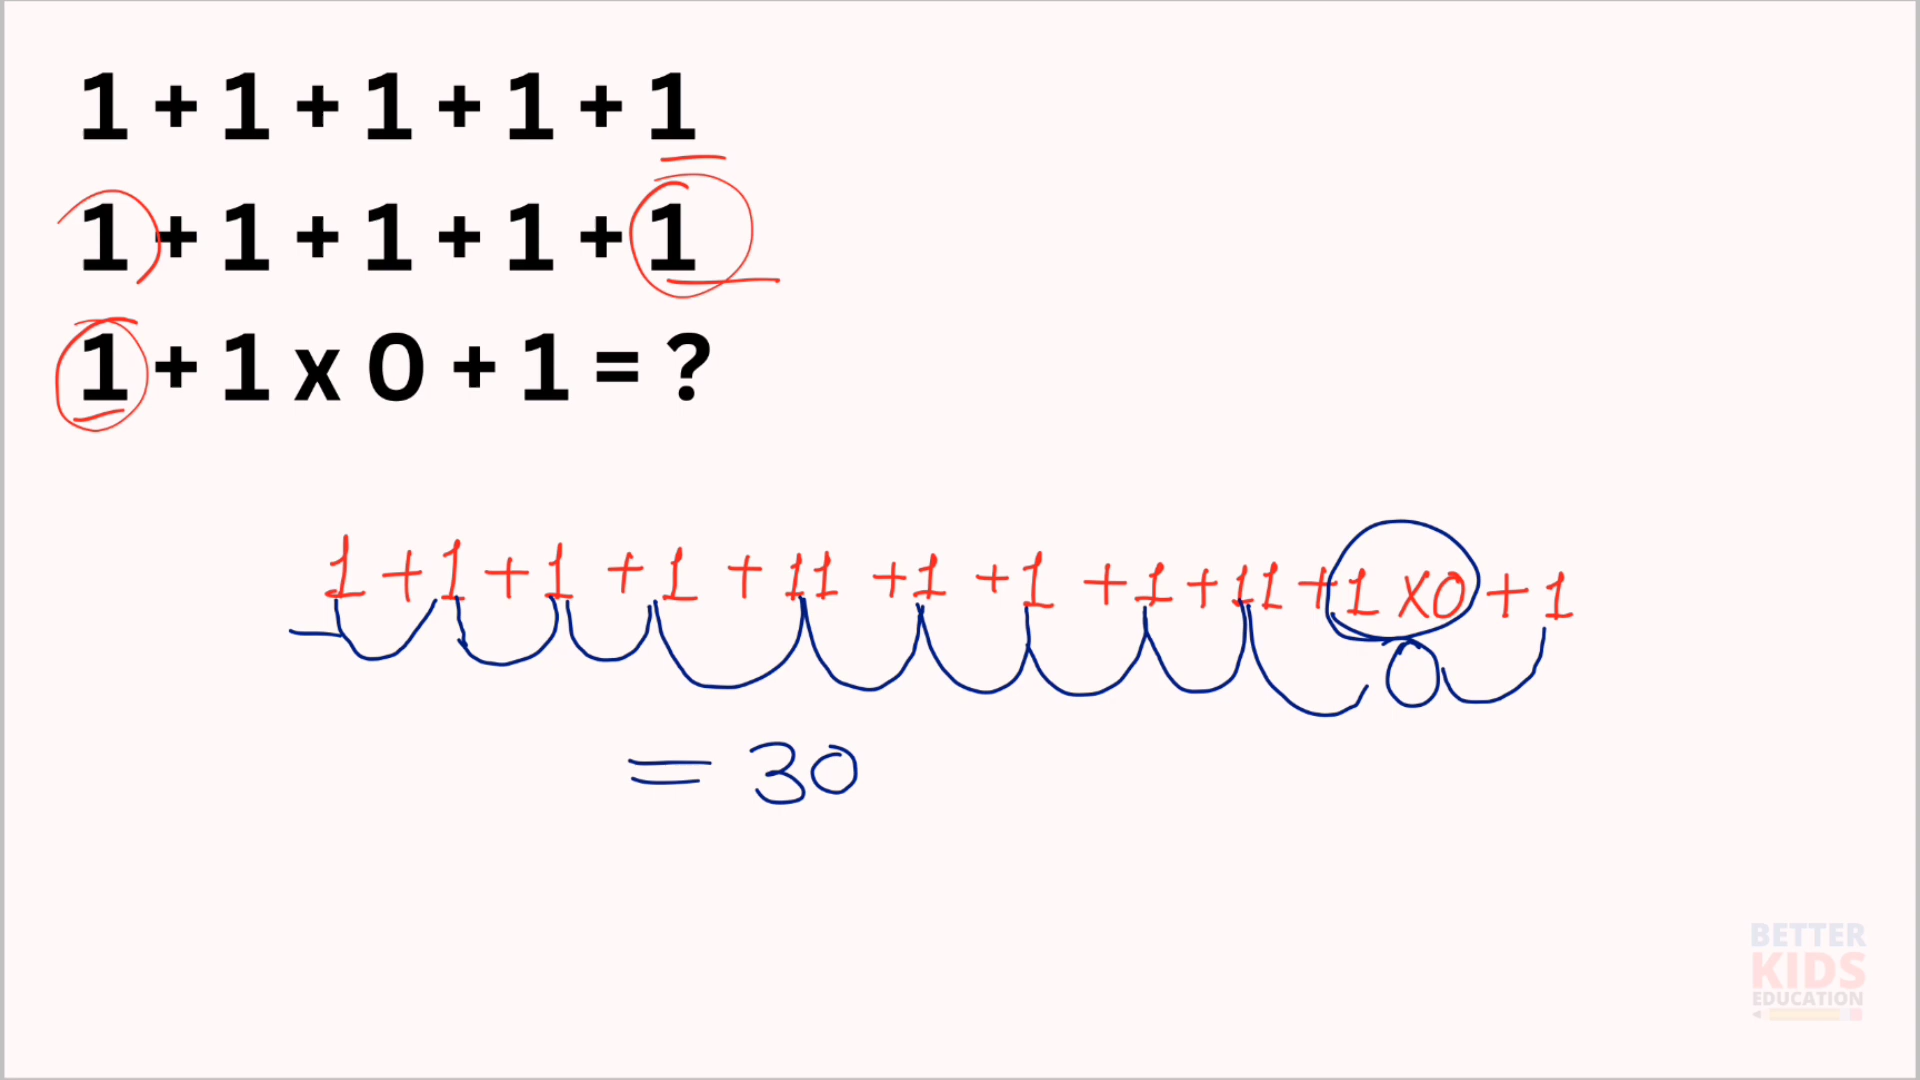 1 + 1 + 1 + 1 + 1
1 + 1 + 1 + 1 + 1
1 + 1 x 0 + 1 = ?
1 + 1 + 1 + 1 + 11 + 1 + 1 + 1 + 11 + 1 x 0 + 1
0
= 30
BETTER
KIDS
EDUCATION